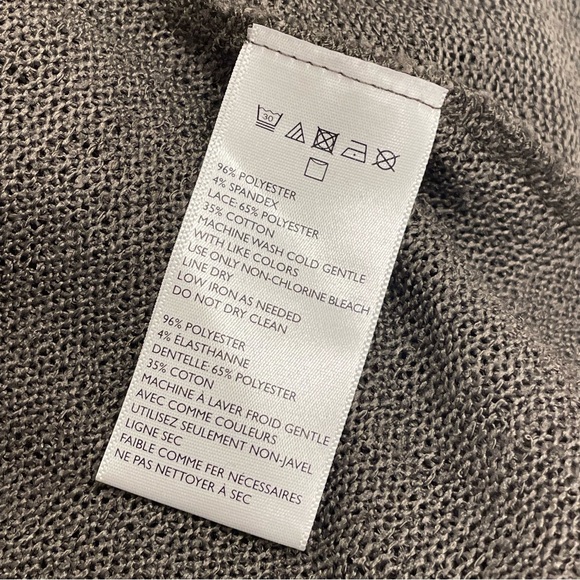 30
96% POLYESTER
4% SPANDEX
LACE: 65% POLYESTER
35% COTTON
MACHINE WASH COLD GENTLE
WITH LIKE COLORS
USE ONLY NON-CHLORINE BLEACH
LINE DRY
LOW IRON AS NEEDED
DO NOT DRY CLEAN
96% POLYESTER
4% ÉLASTHANNE
DENTELLE: 65% POLYESTER
35% COTON
MACHINE À LAVER FROID GENTLE
AVEC COMME COULEURS
UTILISEZ SEULEMENT NON-JAVEL
LIGNE SEC
FAIBLE COMME FER NÉCESSAIRES
NE PAS NETTOYER À SEC